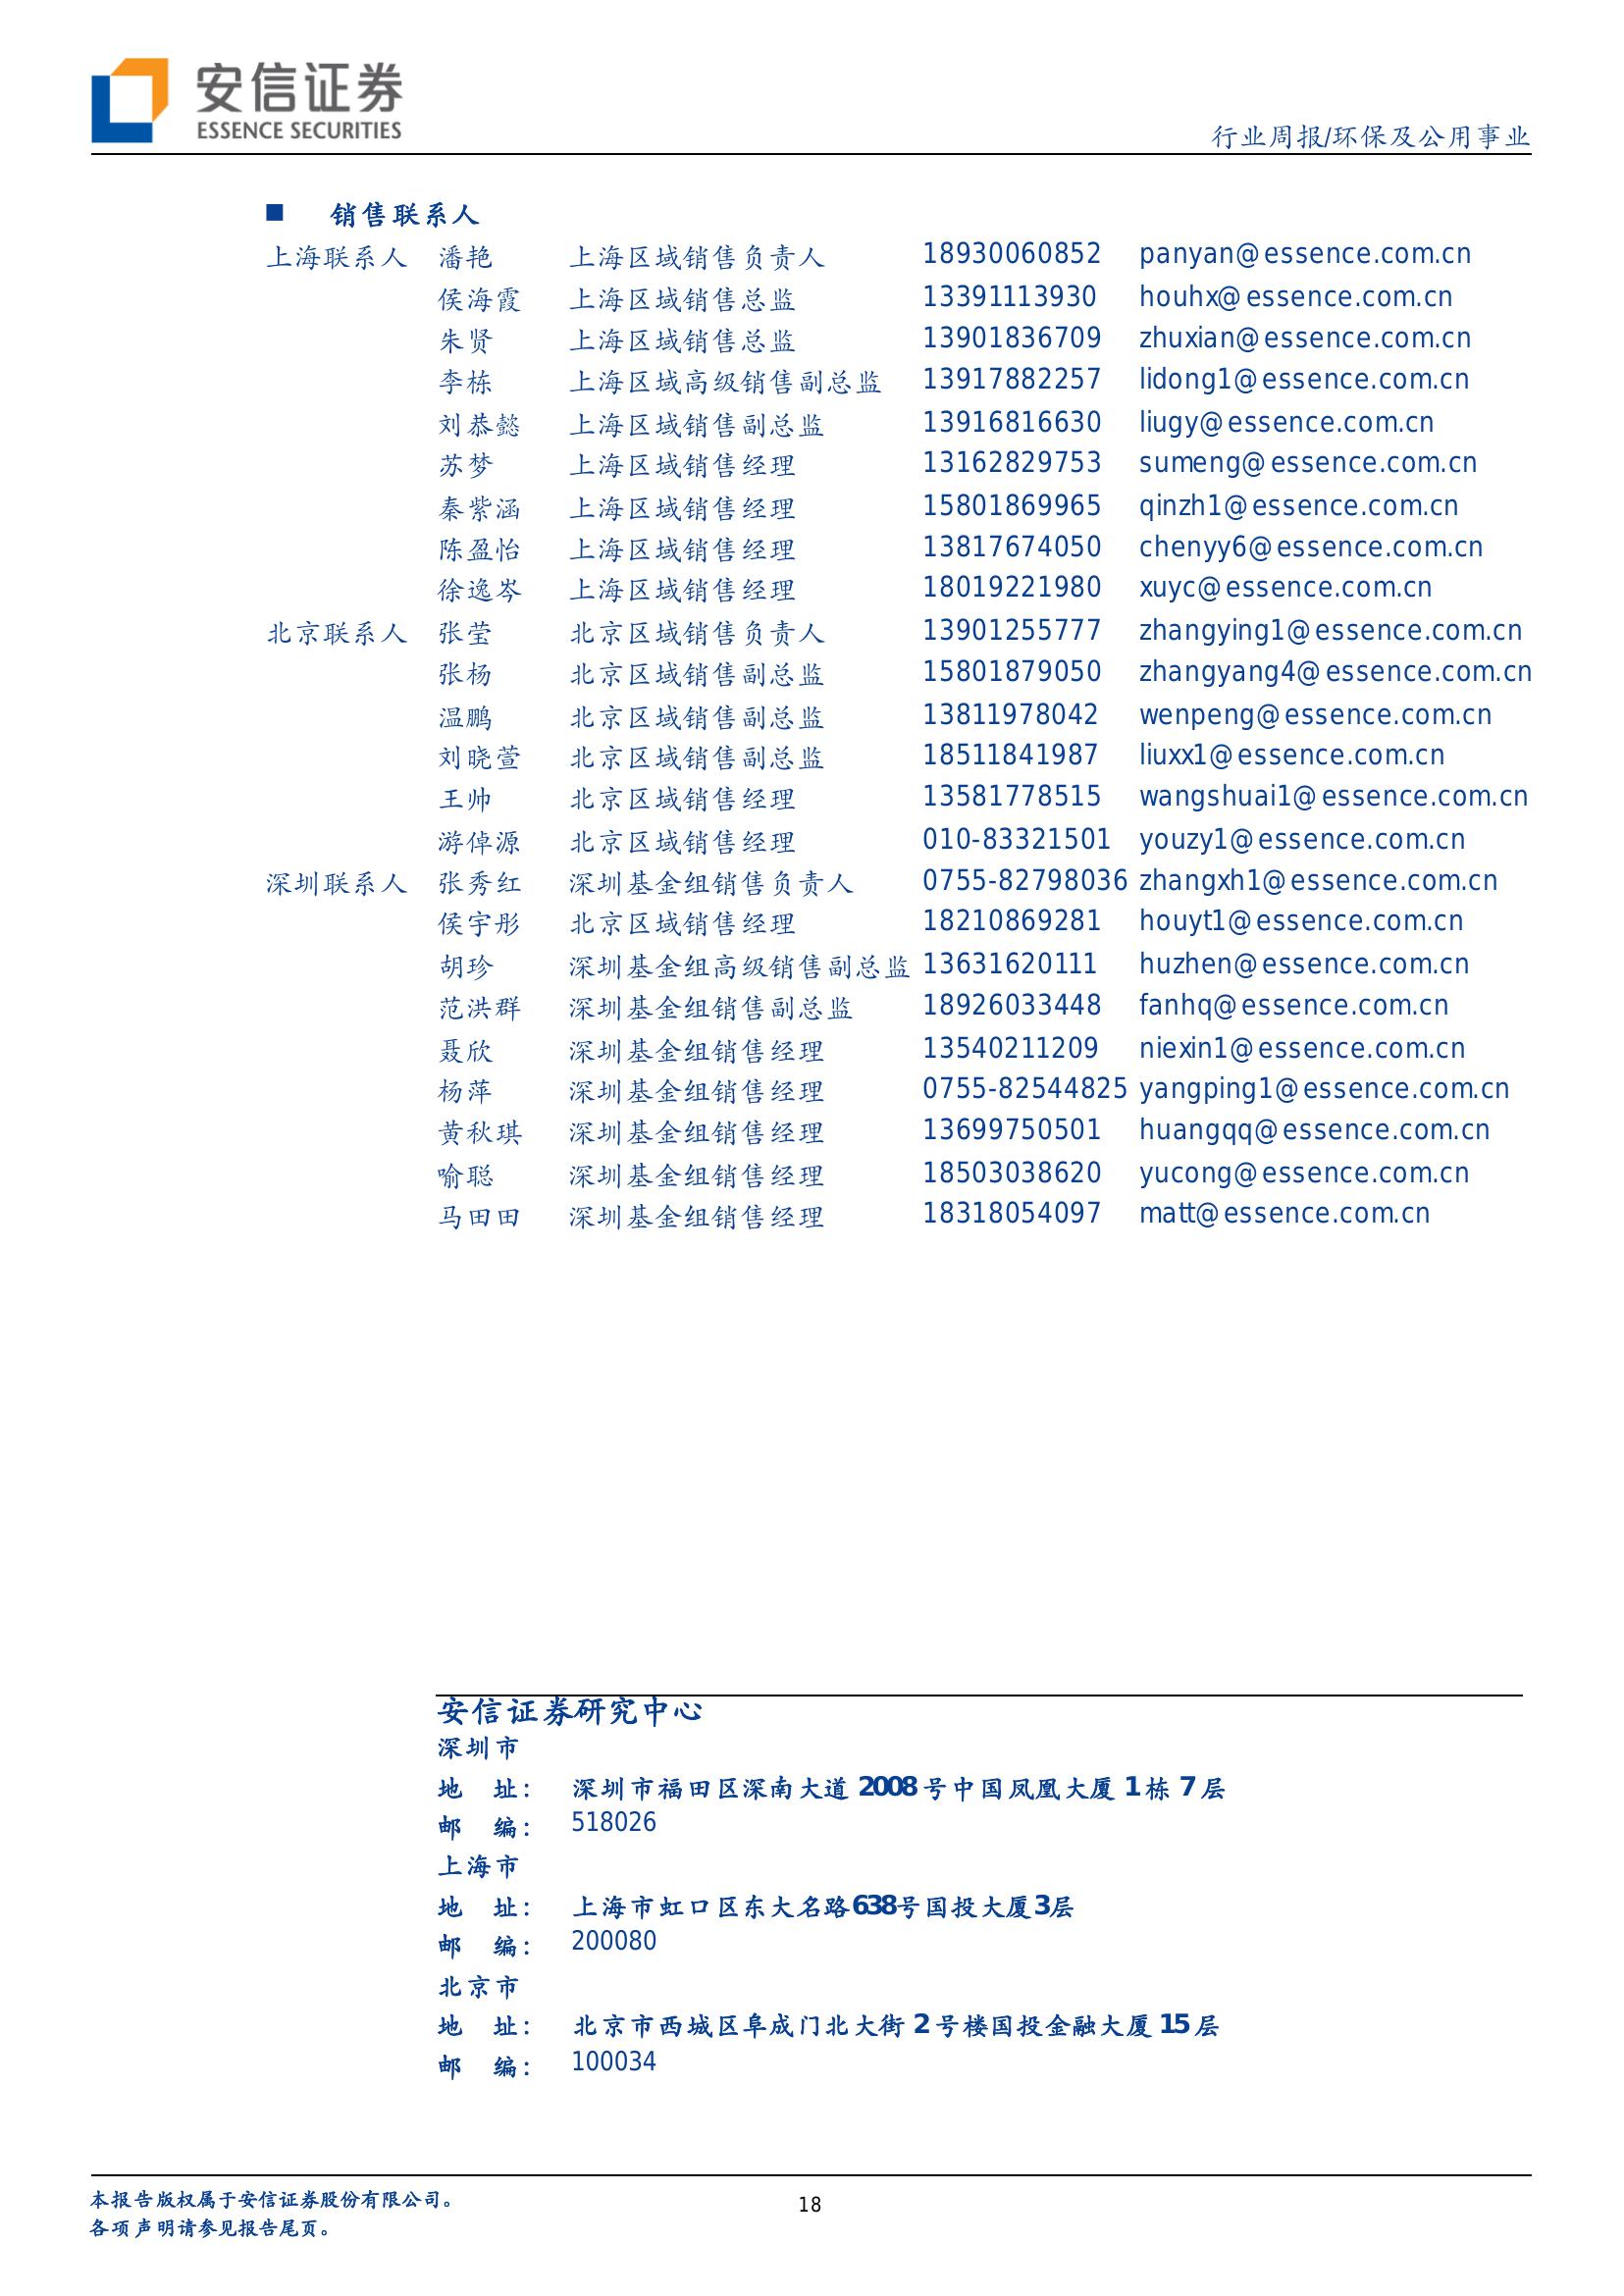 安信证券
ESSENCE SECURITIES
行业周报/环保及公用事业
■ 销售联系人
上海联系人 潘艳 上海区域销售负责人 18930060852 panyan@essence.com.cn
侯海霞 上海区域销售总监 13391113930 houhx@essence.com.cn
朱贤 上海区域销售总监 13901836709 zhuxian@essence.com.cn
李栋 上海区域高级销售副总监 13917882257 lidong1@essence.com.cn
刘恭懿 上海区域销售副总监 13916816630 liugy@essence.com.cn
苏梦 上海区域销售经理 13162829753 sumeng@essence.com.cn
秦紫涵 上海区域销售经理 15801869965 qinzh1@essence.com.cn
陈盈怡 上海区域销售经理 13817674050 chenyy6@essence.com.cn
徐逸岑 上海区域销售经理 18019221980 xuyc@essence.com.cn
北京联系人 张莹 北京区域销售负责人 13901255777 zhangying1@essence.com.cn
张杨 北京区域销售副总监 15801879050 zhangyang4@essence.com.cn
温鹏 北京区域销售副总监 13811978042 wenpeng@essence.com.cn
刘晓萱 北京区域销售副总监 18511841987 liuxx1@essence.com.cn
王帅 北京区域销售经理 13581778515 wangshuai1@essence.com.cn
游倬源 北京区域销售经理 010-83321501 youzy1@essence.com.cn
深圳联系人 张秀红 深圳基金组销售负责人 0755-82798036 zhangxh1@essence.com.cn
侯宇彤 北京区域销售经理 18210869281 houyt1@essence.com.cn
胡珍 深圳基金组高级销售副总监 13631620111 huzhen@essence.com.cn
范洪群 深圳基金组销售副总监 18926033448 fanhq@essence.com.cn
聂欣 深圳基金组销售经理 13540211209 niexin1@essence.com.cn
杨萍 深圳基金组销售经理 0755-82544825 yangping1@essence.com.cn
黄秋琪 深圳基金组销售经理 13699750501 huangqq@essence.com.cn
喻聪 深圳基金组销售经理 18503038620 yucong@essence.com.cn
马田田 深圳基金组销售经理 18318054097 matt@essence.com.cn
安信证券研究中心
深圳市
地 址： 深圳市福田区深南大道 2008 号中国凤凰大厦 1 栋 7 层
邮 编： 518026
上海市
地 址： 上海市虹口区东大名路638号国投大厦3层
邮 编： 200080
北京市
地 址： 北京市西城区阜成门北大街 2 号楼国投金融大厦 15 层
邮 编： 100034
本报告版权属于安信证券股份有限公司。
各项声明请参见报告尾页。
18